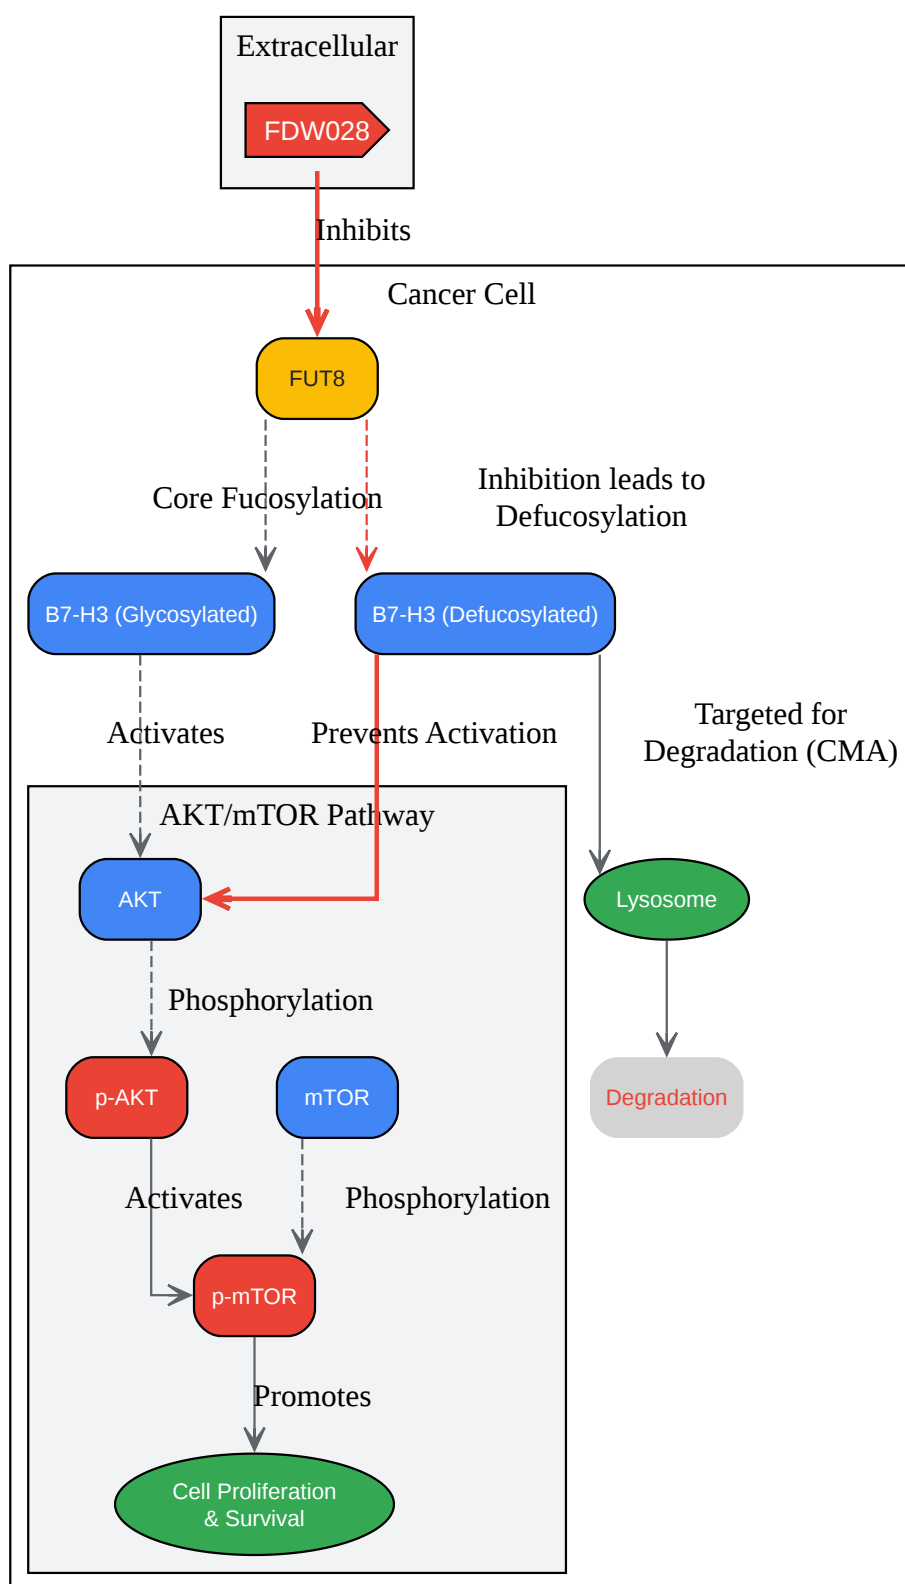 Extracellular
FDW028
Inhibits
Cancer Cell
FUT8
Core Fucosylation
Inhibition leads to
Defucosylation
B7-H3 (Glycosylated)
B7-H3 (Defucosylated)
Activates
Prevents Activation
Targeted for
Degradation (CMA)
AKT/mTOR Pathway
AKT
Lysosome
Phosphorylation
p-AKT
mTOR
Degradation
Activates
Phosphorylation
p-mTOR
Promotes
Cell Proliferation
& Survival